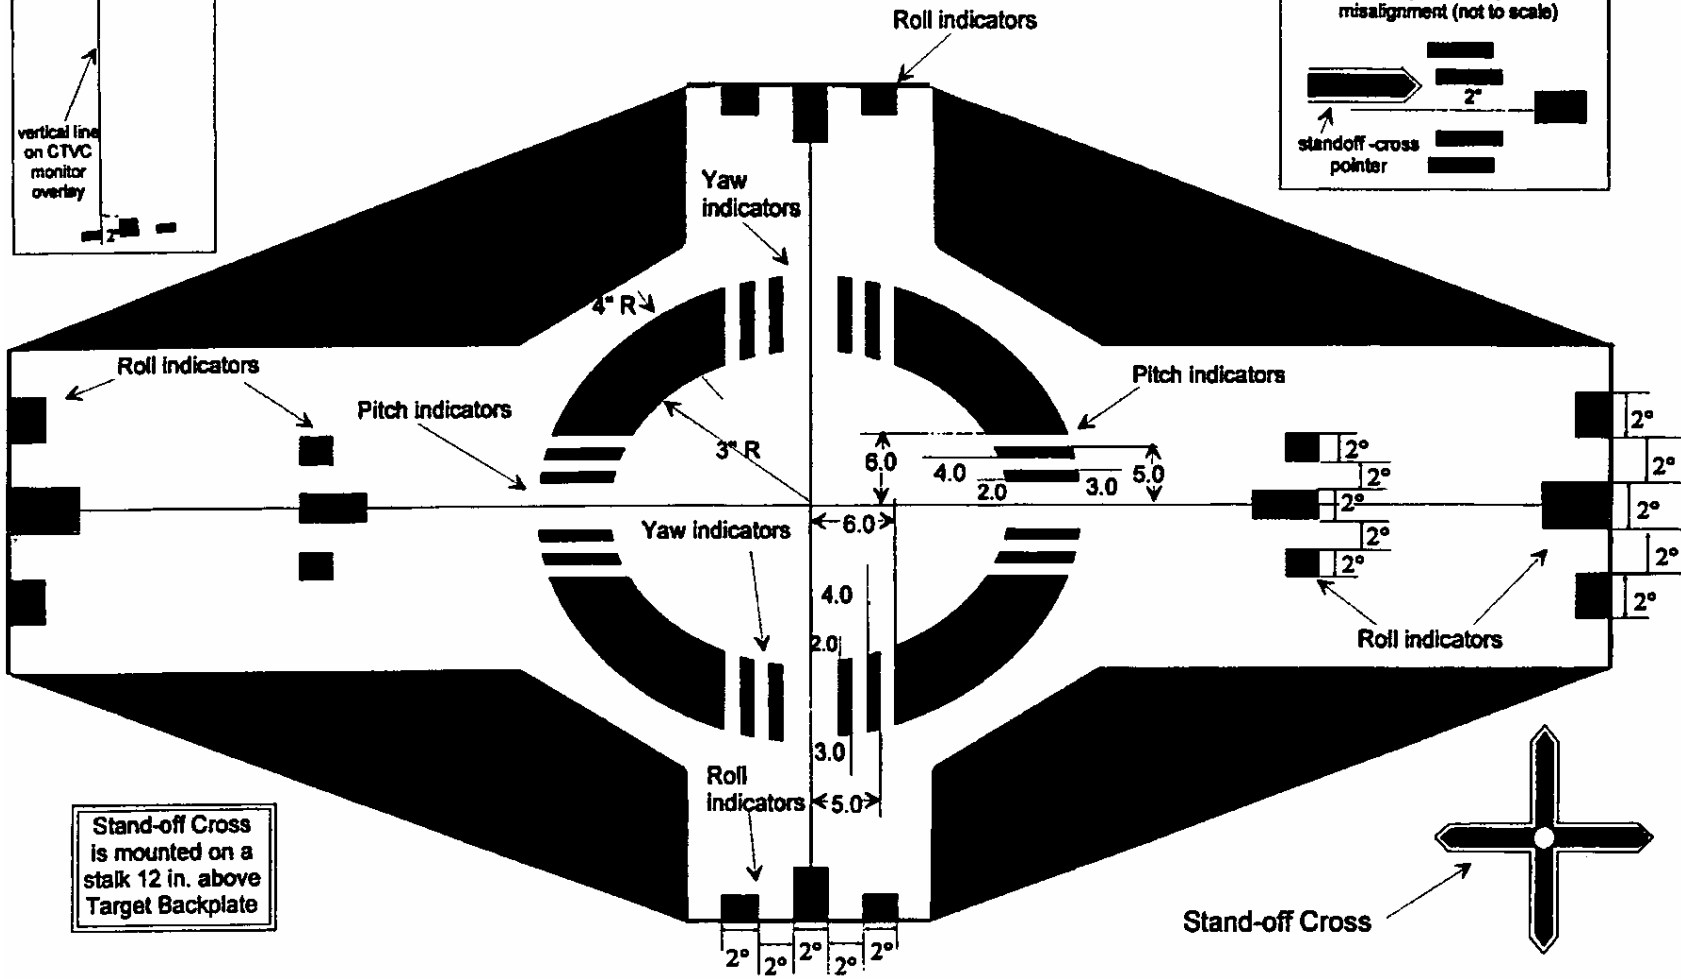 Roll indicators
misalignment (not to scale)
2°
standoff -cross
pointer
vertical line
on CTVC
monitor
overlay
2°
Yaw
indicators
4" R
Roll indicators
Pitch indicators
Pitch indicators
3" R
6.0
4.0
2.0
3.0
5.0
2°
2°
2°
2°
2°
2°
2°
2°
2°
2°
6.0
Yaw indicators
4.0
2.0
Roll indicators
3.0
5.0
Roll
indicators
Stand-off Cross
is mounted on a
stalk 12 in. above
Target Backplate
Stand-off Cross
2°
2°
2°
2°
2°